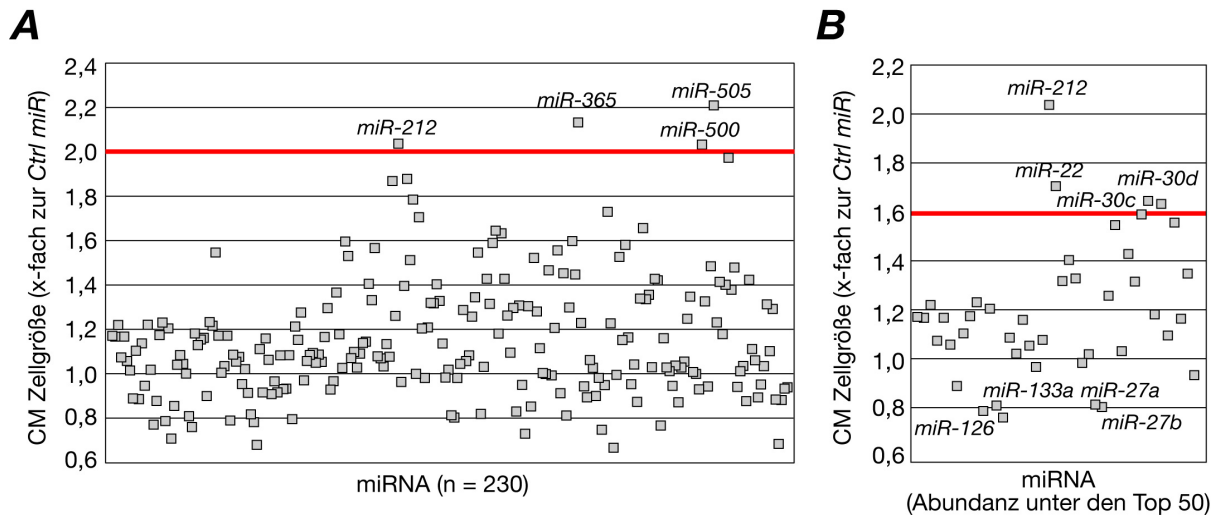 A
CM Zellgröße (x-fach zur Ctrl miR)
2,4
2,2
2,0
1,8
1,6
1,4
1,2
1,0
0,8
0,6
miR-212
miR-365
miR-505
miR-500
miRNA (n = 230)
B
CM Zellgröße (x-fach zur Ctrl miR)
2,2
2,0
1,8
1,6
1,4
1,2
1,0
0,8
0,6
miR-212
miR-22
miR-30d
miR-30c
miR-133a
miR-27a
miR-126
miR-27b
miRNA
(Abundanz unter den Top 50)